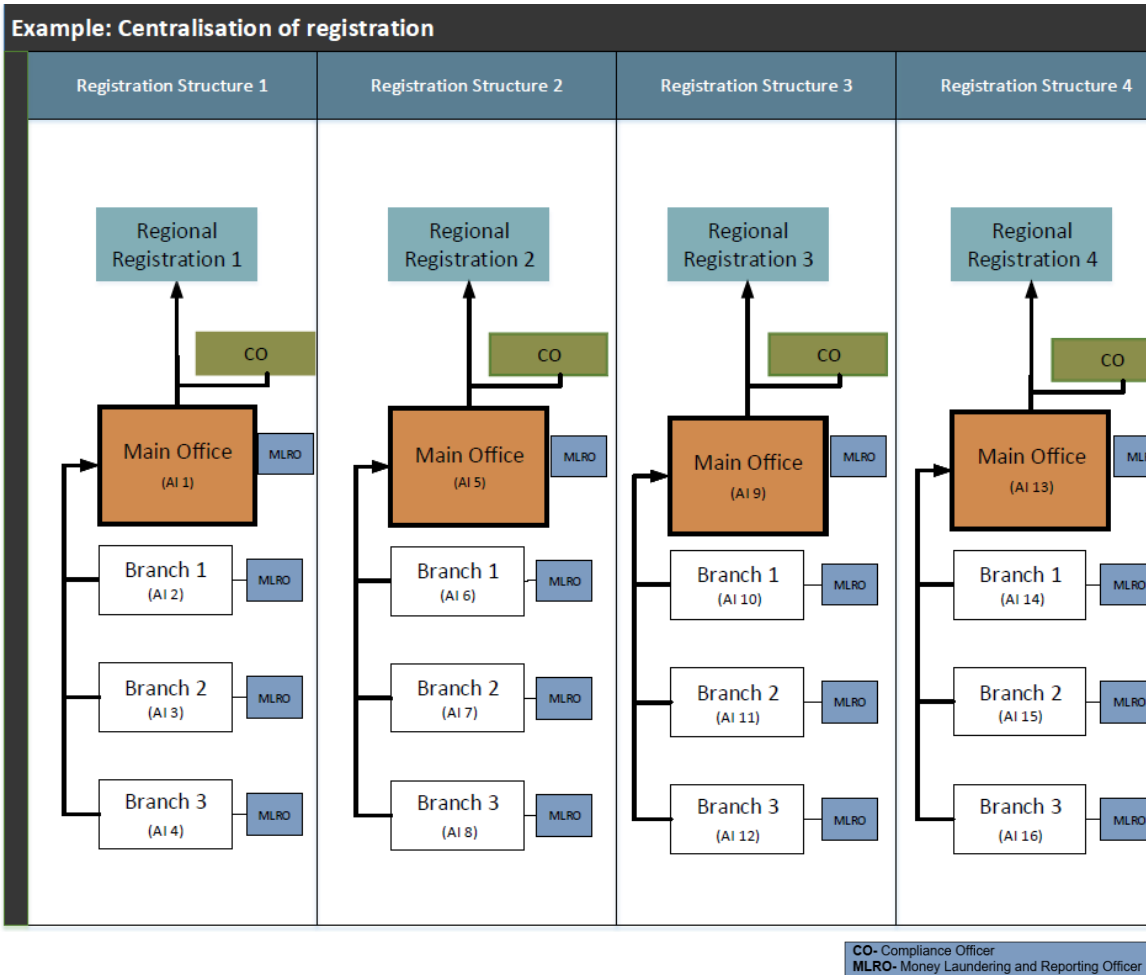 Example: Centralisation of registration
Registration Structure 1
Registration Structure 2
Registration Structure 3
Registration Structure 4
Regional
Registration 1
CO
Main Office
(AI 1)
MLRO
Branch 1
(AI 2)
MLRO
Branch 2
(AI 3)
MLRO
Branch 3
(AI 4)
MLRO
Regional
Registration 2
CO
Main Office
(AI 5)
MLRO
Branch 1
(AI 6)
MLRO
Branch 2
(AI 7)
MLRO
Branch 3
(AI 8)
MLRO
Regional
Registration 3
CO
Main Office
(AI 9)
MLRO
Branch 1
(AI 10)
MLRO
Branch 2
(AI 11)
MLRO
Branch 3
(AI 12)
MLRO
Regional
Registration 4
CO
Main Office
(AI 13)
Branch 1
(AI 14)
MLRO
Branch 2
(AI 15)
MLRO
Branch 3
(AI 16)
MLRO
CO- Compliance Officer
MLRO- Money Laundering and Reporting Officer